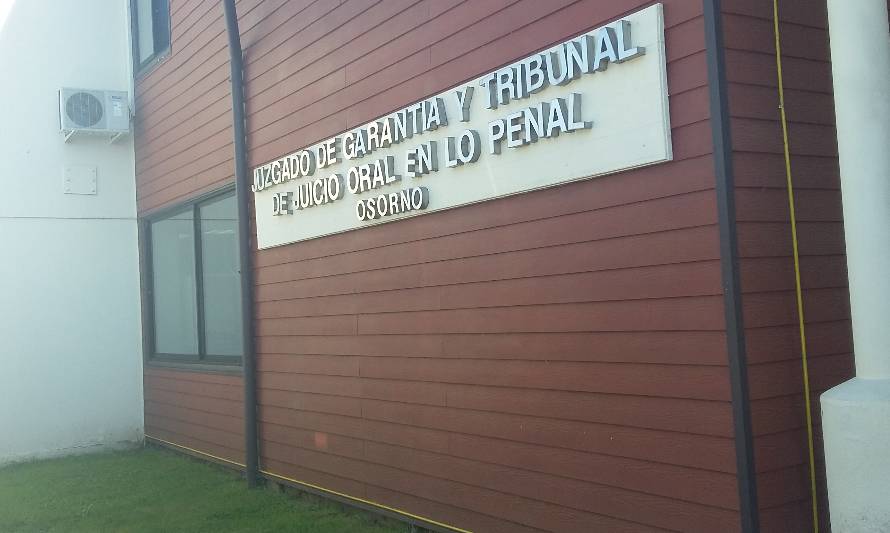 JUZGADO DE GARANTIA Y TRIBUNAL
DE JUICIO ORAL EN LO PENAL
OSORNO